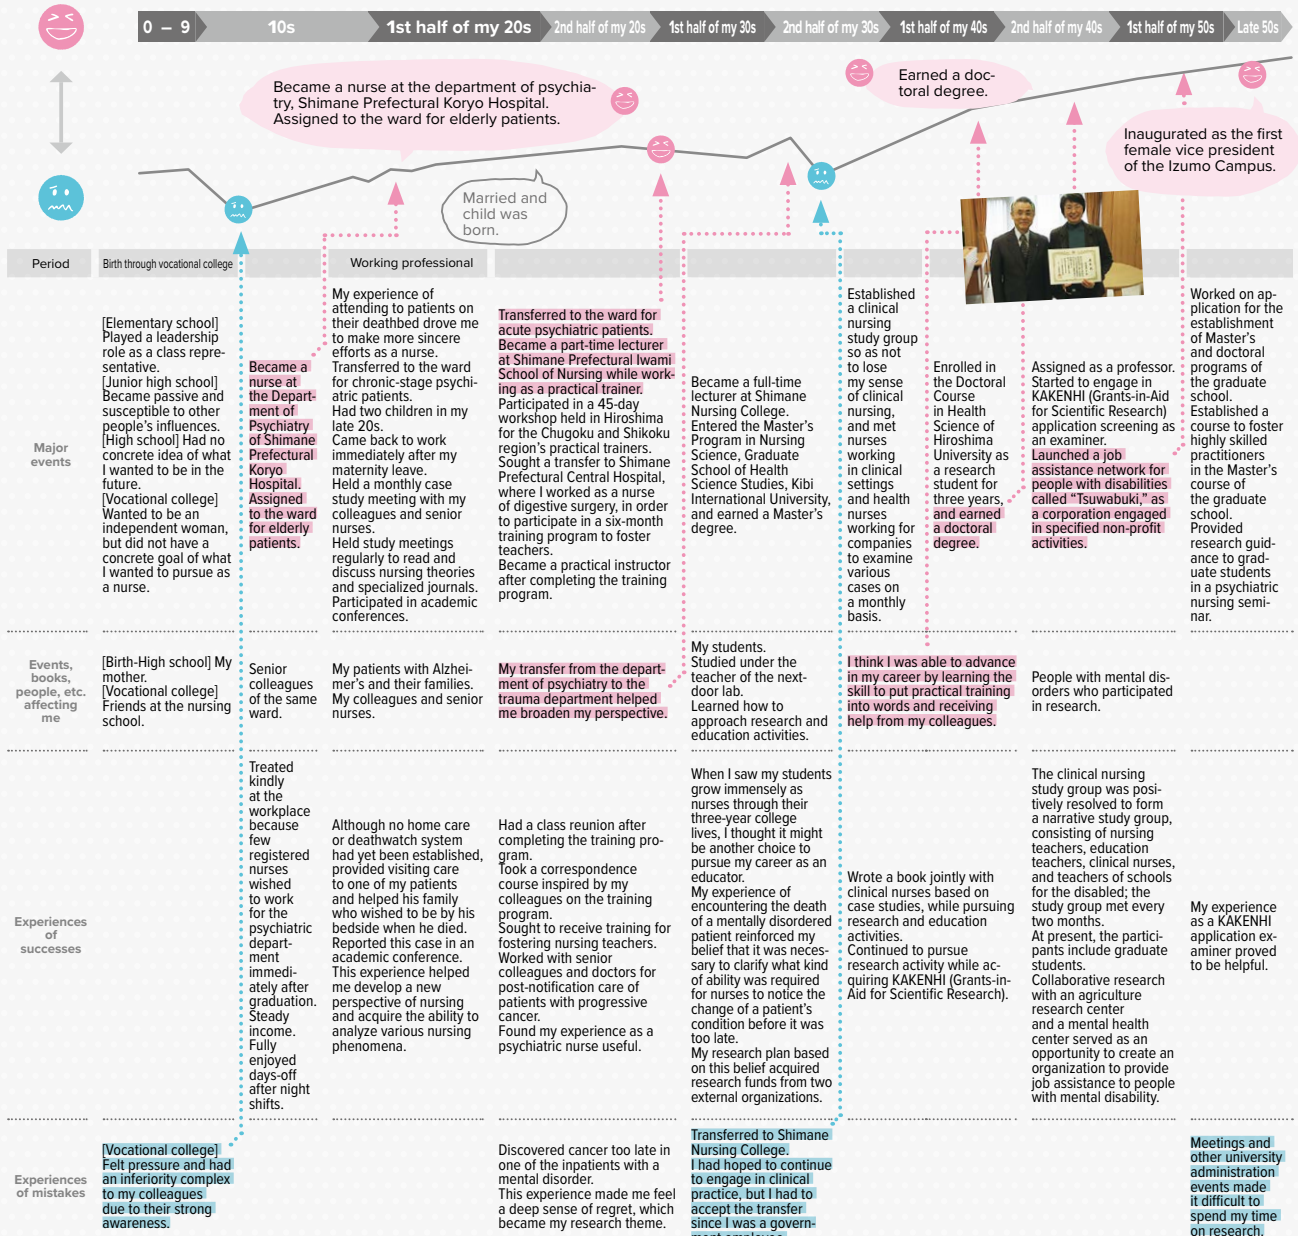 0 – 9
10s
1st half of my 20s
2nd half of my 20s
1st half of my 30s
2nd half of my 30s
1st half of my 40s
2nd half of my 40s
1st half of my 50s
Late 50s
Became a nurse at the department of psychia-
try, Shimane Prefectural Koryo Hospital.
Assigned to the ward for elderly patients.
Earned a doc-
toral degree.
Inaugurated as the first
female vice president
of the Izumo Campus.
Married and
child was
born.
Period
Birth through vocational college
Working professional
Major
events
[Elementary school]
Played a leadership
role as a class repre-
sentative.
[Junior high school]
Became passive and
susceptible to other
people's influences.
[High school] Had no
concrete idea of what
I wanted to be in the
future.
[Vocational college]
Wanted to be an
independent woman,
but did not have a
concrete goal of what
I wanted to pursue as
a nurse.
Became a
nurse at
the Depart-
ment of
Psychiatry
of Shimane
Prefectural
Koryo
Hospital.
Assigned
to the ward
for elderly
patients.
My experience of
attending to patients on
their deathbed drove me
to make more sincere
efforts as a nurse.
Transferred to the ward
for chronic-stage psychi-
atric patients.
Had two children in my
late 20s.
Came back to work
immediately after my
maternity leave.
Held a monthly case
study meeting with my
colleagues and senior
nurses.
Held study meetings
regularly to read and
discuss nursing theories
and specialized journals.
Participated in academic
conferences.
Transferred to the ward for
acute psychiatric patients.
Became a part-time lecturer
at Shimane Prefectural Iwami
School of Nursing while work-
ing as a practical trainer.
Participated in a 45-day
workshop held in Hiroshima
for the Chugoku and Shikoku
region's practical trainers.
Sought a transfer to Shimane
Prefectural Central Hospital,
where I worked as a nurse
of digestive surgery, in order
to participate in a six-month
training program to foster
teachers.
Became a practical instructor
after completing the training
program.
Became a full-time
lecturer at Shimane
Nursing College.
Entered the Master's
Program in Nursing
Science, Graduate
School of Health
Science Studies, Kibi
International University,
and earned a Master's
degree.
Established
a clinical
nursing
study group
so as not
to lose
my sense
of clinical
nursing,
and met
nurses
working
in clinical
settings
and health
nurses
working for
companies
to examine
various
cases on
a monthly
basis.
Enrolled in
the Doctoral
Course
in Health
Science of
Hiroshima
University as
a research
student for
three years,
and earned
a doctoral
degree.
Assigned as a professor.
Started to engage in
KAKENHI (Grants-in-Aid
for Scientific Research)
application screening as
an examiner.
Launched a job
assistance network for
people with disabilities
called “Tsuwabuki,” as
a corporation engaged
in specified non-profit
activities.
Worked on ap-
plication for the
establishment
of Master's
and doctoral
programs of
the graduate
school.
Established a
course to foster
highly skilled
practitioners
in the Master's
course of
the graduate
school.
Provided
research guid-
ance to grad-
uate students
in a psychiatric
nursing semi-
nar.
Events,
books,
people, etc.
affecting
me
[Birth-High school] My
mother.
[Vocational college]
Friends at the nursing
school.
Senior
colleagues
of the same
ward.
My patients with Alzhei-
mer's and their families.
My colleagues and senior
nurses.
My transfer from the depart-
ment of psychiatry to the
trauma department helped
me broaden my perspective.
My students.
Studied under the
teacher of the next-
door lab.
Learned how to
approach research and
education activities.
I think I was able to advance
in my career by learning the
skill to put practical training
into words and receiving
help from my colleagues.
People with mental dis-
orders who participated
in research.
Experiences
of
successes
Treated
kindly
at the
workplace
because
few
registered
nurses
wished
to work
for the
psychiatric
depart-
ment
immedi-
ately after
graduation.
Steady
income.
Fully
enjoyed
days-off
after night
shifts.
Although no home care
or deathwatch system
had yet been established,
provided visiting care
to one of my patients
and helped his family
who wished to be by his
bedside when he died.
Reported this case in an
academic conference.
This experience helped
me develop a new
perspective of nursing
and acquire the ability to
analyze various nursing
phenomena.
Had a class reunion after
completing the training pro-
gram.
Took a correspondence
course inspired by my
colleagues on the training
program.
Sought to receive training for
fostering nursing teachers.
Worked with senior
colleagues and doctors for
post-notification care of
patients with progressive
cancer.
Found my experience as a
psychiatric nurse useful.
When I saw my students
grow immensely as
nurses through their
three-year college
lives, I thought it might
be another choice to
pursue my career as an
educator.
My experience of
encountering the death
of a mentally disordered
patient reinforced my
belief that it was neces-
sary to clarify what kind
of ability was required
for nurses to notice the
change of a patient's
condition before it was
too late.
My research plan based
on this belief acquired
research funds from two
external organizations.
Wrote a book jointly with
clinical nurses based on
case studies, while pursuing
research and education
activities.
Continued to pursue
research activity while ac-
quiring KAKENHI (Grants-in-
Aid for Scientific Research).
The clinical nursing
study group was posi-
tively resolved to form
a narrative study group,
consisting of nursing
teachers, education
teachers, clinical nurses,
and teachers of schools
for the disabled; the
study group met every
two months.
At present, the partici-
pants include graduate
students.
Collaborative research
with an agriculture
research center
and a mental health
center served as an
opportunity to create an
organization to provide
job assistance to people
with mental disability.
My experience
as a KAKENHI
application ex-
aminer proved
to be helpful.
Experiences
of mistakes
[Vocational college]
Felt pressure and had
an inferiority complex
to my colleagues
due to their strong
awareness.
Discovered cancer too late in
one of the inpatients with a
mental disorder.
This experience made me feel
a deep sense of regret, which
became my research theme.
Transferred to Shimane
Nursing College.
I had hoped to continue
to engage in clinical
practice, but I had to
accept the transfer
since I was a govern-
ment employee.
Meetings and
other university
administration
events made
it difficult to
spend my time
on research.